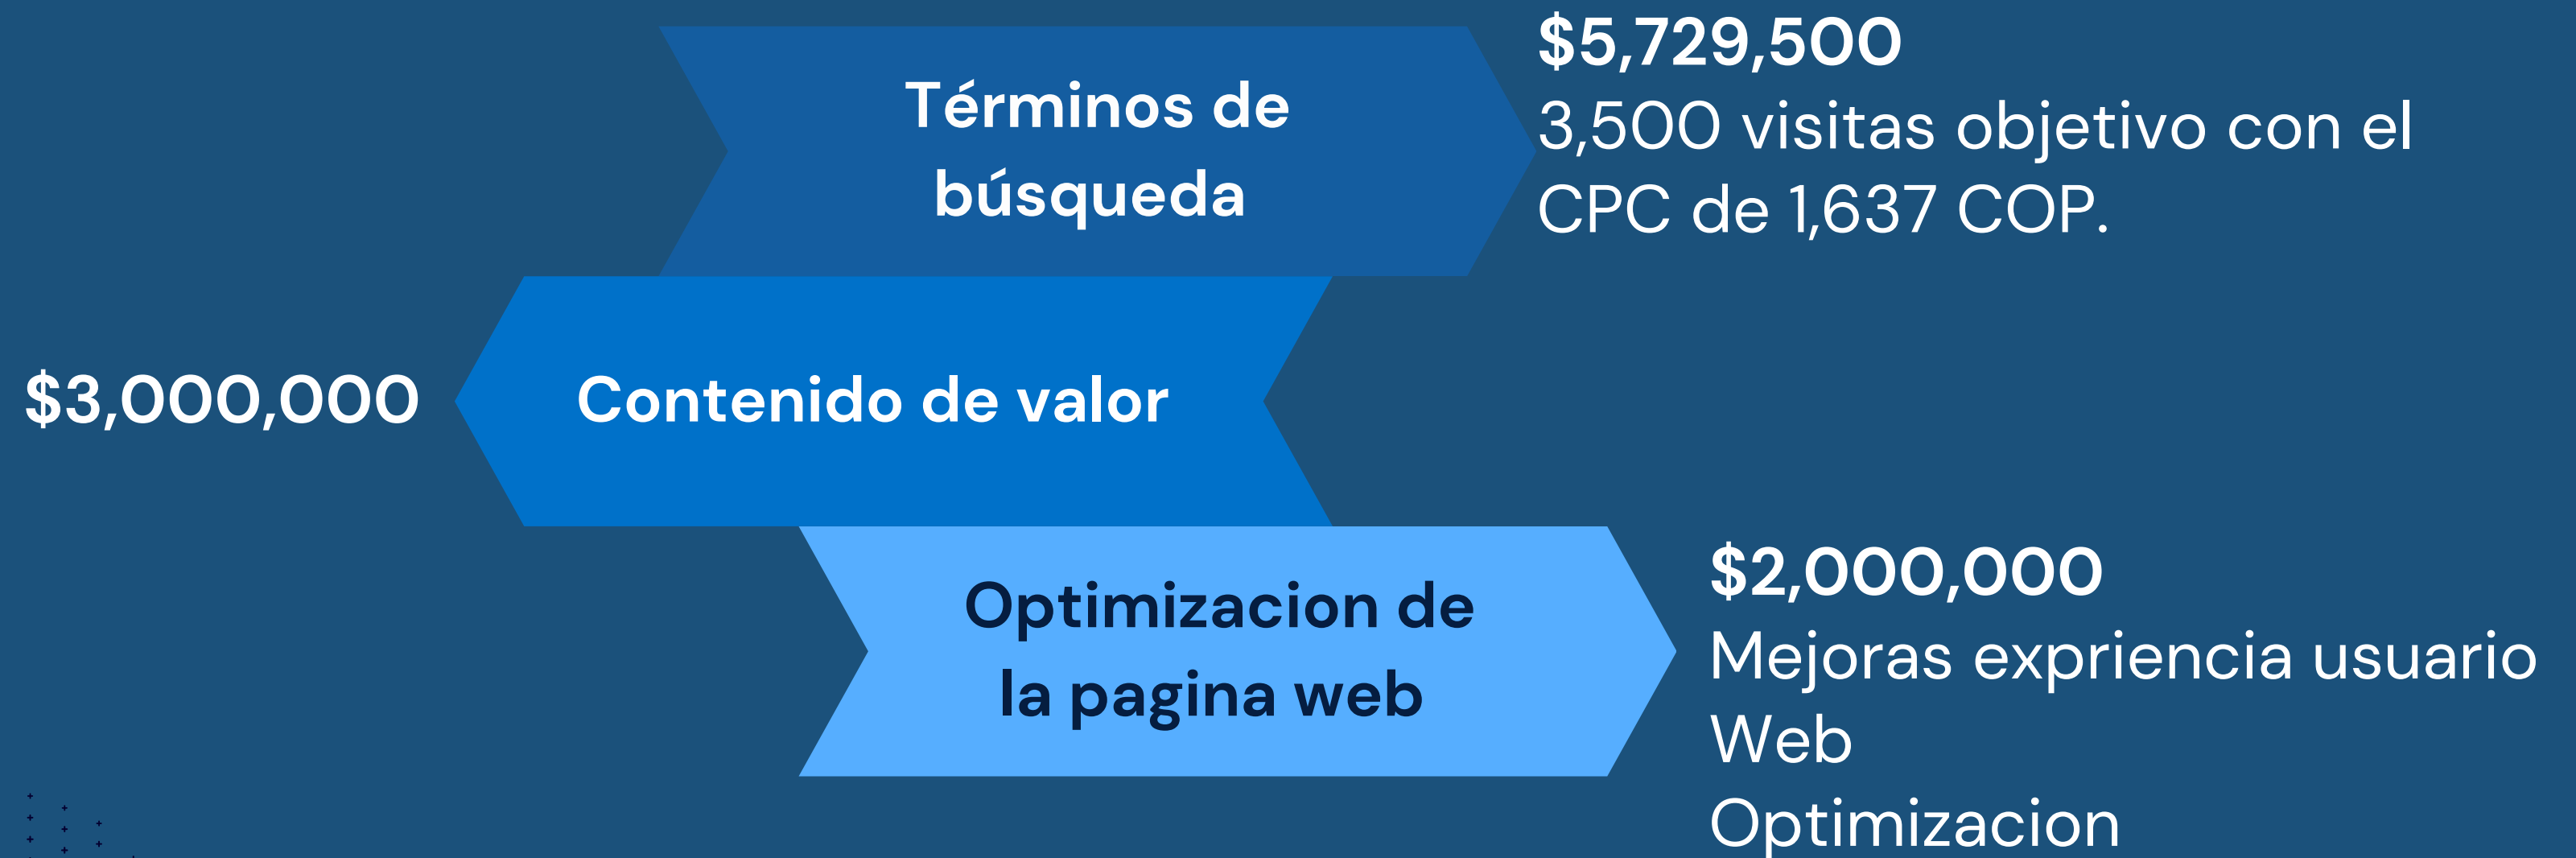 Términos de
búsqueda
$5,729,500
3,500 visitas objetivo con el
CPC de 1,637 COP.
$3,000,000
Contenido de valor
Optimizacion de
la pagina web
$2,000,000
Mejoras expriencia usuario
Web
Optimizacion